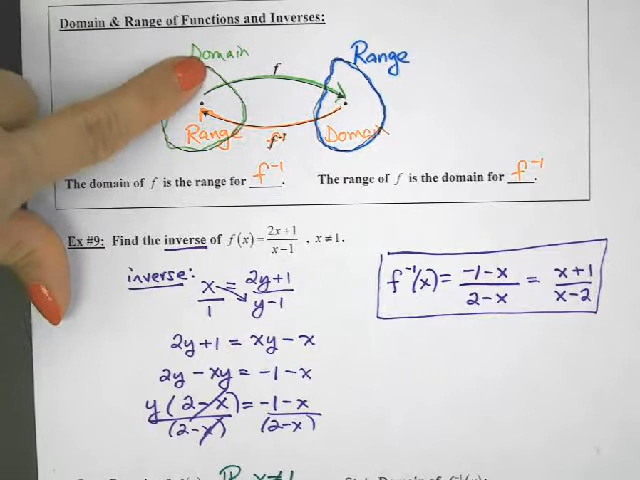 Domain & Range of Functions and Inverses:
Domain
f
Range
Range
f⁻¹
Domain
The domain of f is the range for f⁻¹.
The range of f is the domain for f⁻¹.
Ex #9: Find the inverse of f(x) = (2x+1)/(x−1), x ≠ 1.
inverse: x/1 = (2y+1)/(y−1)
f⁻¹(x) = (−1−x)/(2−x) = (x+1)/(x−2)
2y+1 = xy − x
2y − xy = −1 − x
y(2−x)/(2−x) = −1−x/(2−x)
x≠1